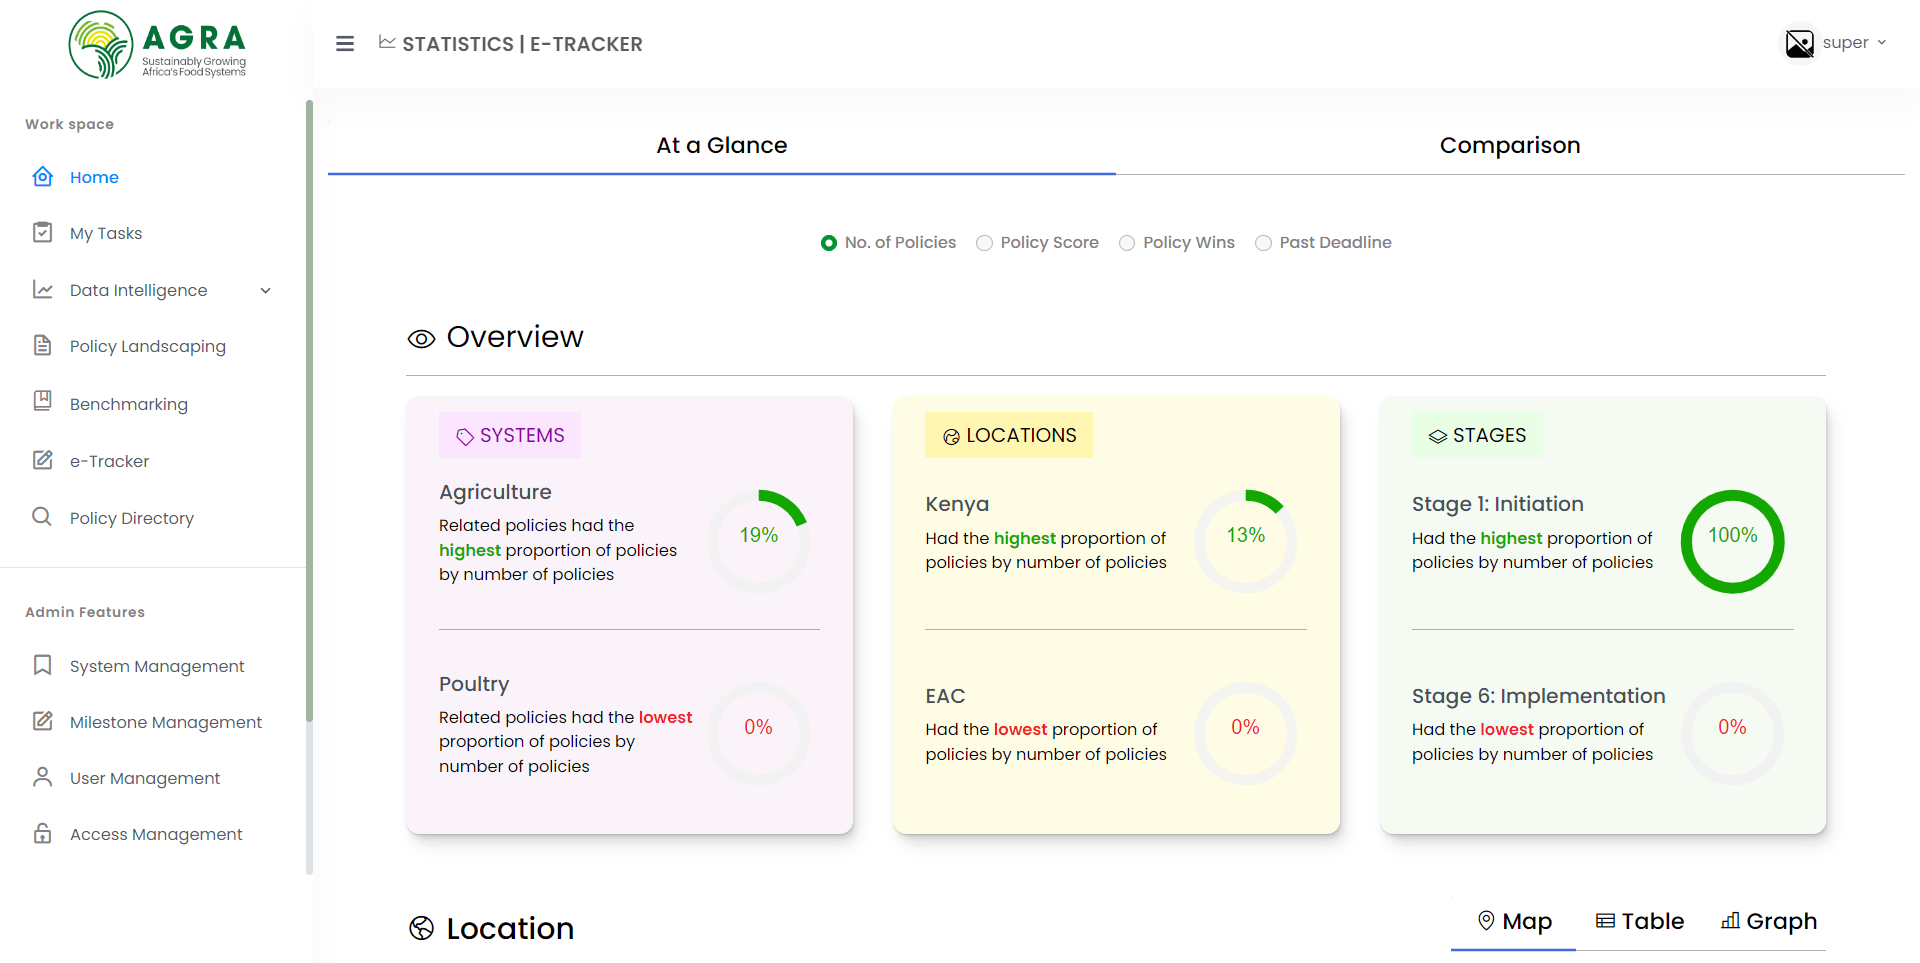 AGRA
Sustainably Growing
Africa's Food Systems
STATISTICS | E-TRACKER
super
Work space
Home
My Tasks
Data Intelligence
Policy Landscaping
Benchmarking
e-Tracker
Policy Directory
Admin Features
System Management
Milestone Management
User Management
Access Management
At a Glance
Comparison
No. of Policies
Policy Score
Policy Wins
Past Deadline
Overview
SYSTEMS
Agriculture
Related policies had the
highest proportion of policies
by number of policies
19%
Poultry
Related policies had the lowest
proportion of policies by
number of policies
0%
LOCATIONS
Kenya
Had the highest proportion of
policies by number of policies
13%
EAC
Had the lowest proportion of
policies by number of policies
0%
STAGES
Stage 1: Initiation
Had the highest proportion of
policies by number of policies
100%
Stage 6: Implementation
Had the lowest proportion of
policies by number of policies
0%
Location
Map
Table
Graph